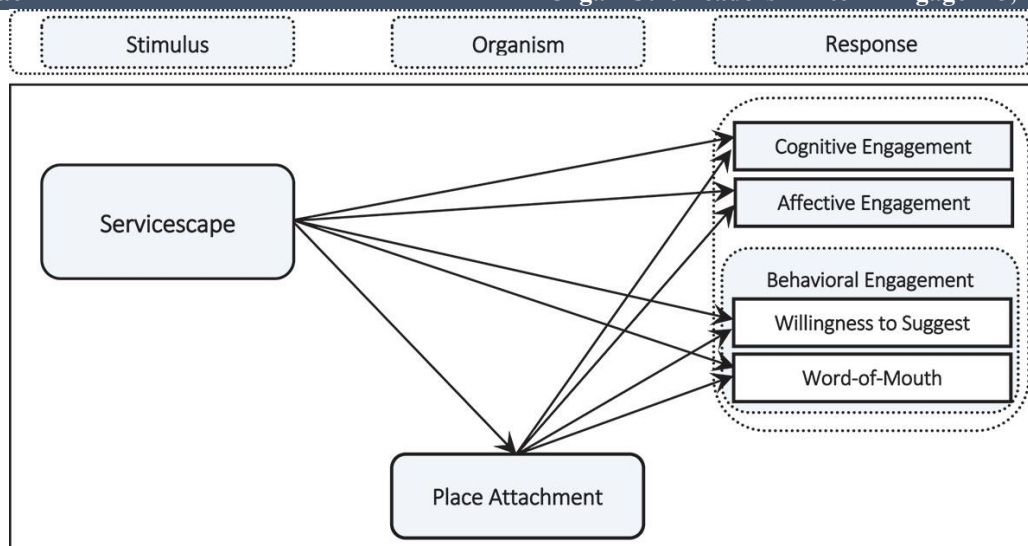 Stimulus Organism Response
Cognitive Engagement
Servicescape
Affective Engagement
Behavioral Engagement
Willingness to Suggest
Word-of-Mouth
Place Attachment